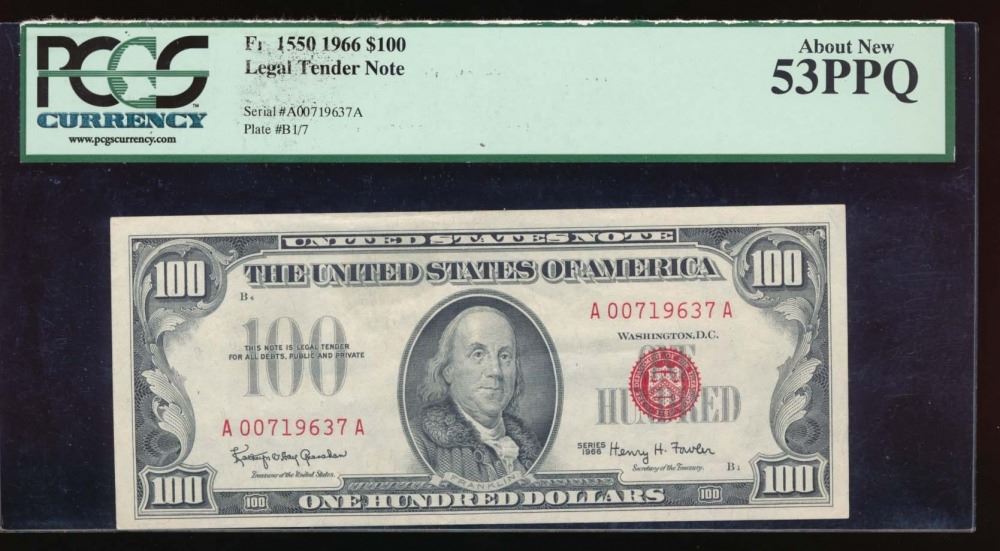 PCGS
CURRENCY
www.pcgscurrency.com
Fr 1550 1966 $100
Legal Tender Note
Serial #A00719637A
Plate #B1/7
About New
53PPQ
UNITED STATES NOTE
THE UNITED STATES OF AMERICA
100
100
B4
100
THIS NOTE IS LEGAL TENDER
FOR ALL DEBTS, PUBLIC AND PRIVATE
A 00719637 A
WASHINGTON, D.C.
ONE
HUNDRED
A 00719637 A
Treasurer of the United States.
SERIES
1966
Henry H. Fowler
Secretary of the Treasury.
B1
FRANKLIN
100
100
ONE HUNDRED DOLLARS
100
100